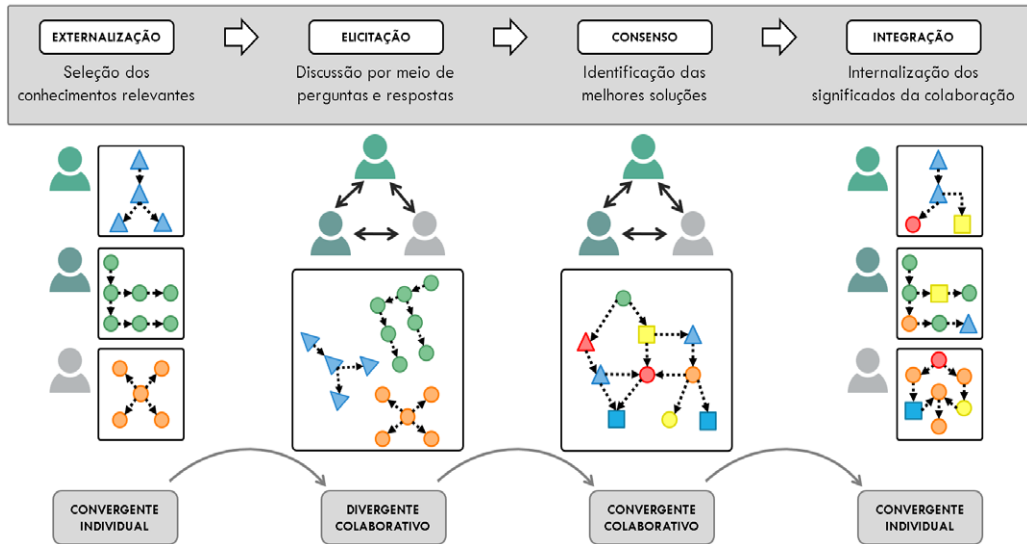 EXTERNALIZAÇÃO
ELICITAÇÃO
CONSENSO
INTEGRAÇÃO
Seleção dos
conhecimentos relevantes
Discussão por meio de
perguntas e respostas
Identificação das
melhores soluções
Internalização dos
significados da colaboração
CONVERGENTE
INDIVIDUAL
DIVERGENTE
COLABORATIVO
CONVERGENTE
COLABORATIVO
CONVERGENTE
INDIVIDUAL